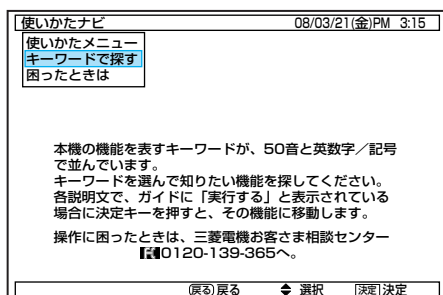 使いかたナビ 08/03/21(金)PM 3:15
使いかたメニュー
キーワードで探す
困ったときは
本機の機能を表すキーワードが、50音と英数字／記号
で並んでいます。
キーワードを選んで知りたい機能を探してください。
各説明文で、ガイドに「実行する」と表示されている
場合に決定キーを押すと、その機能に移動します。
操作に困ったときは、三菱電機お客さま相談センター
0120-139-365へ。
戻る 戻る ◆ 選択 決定 決定